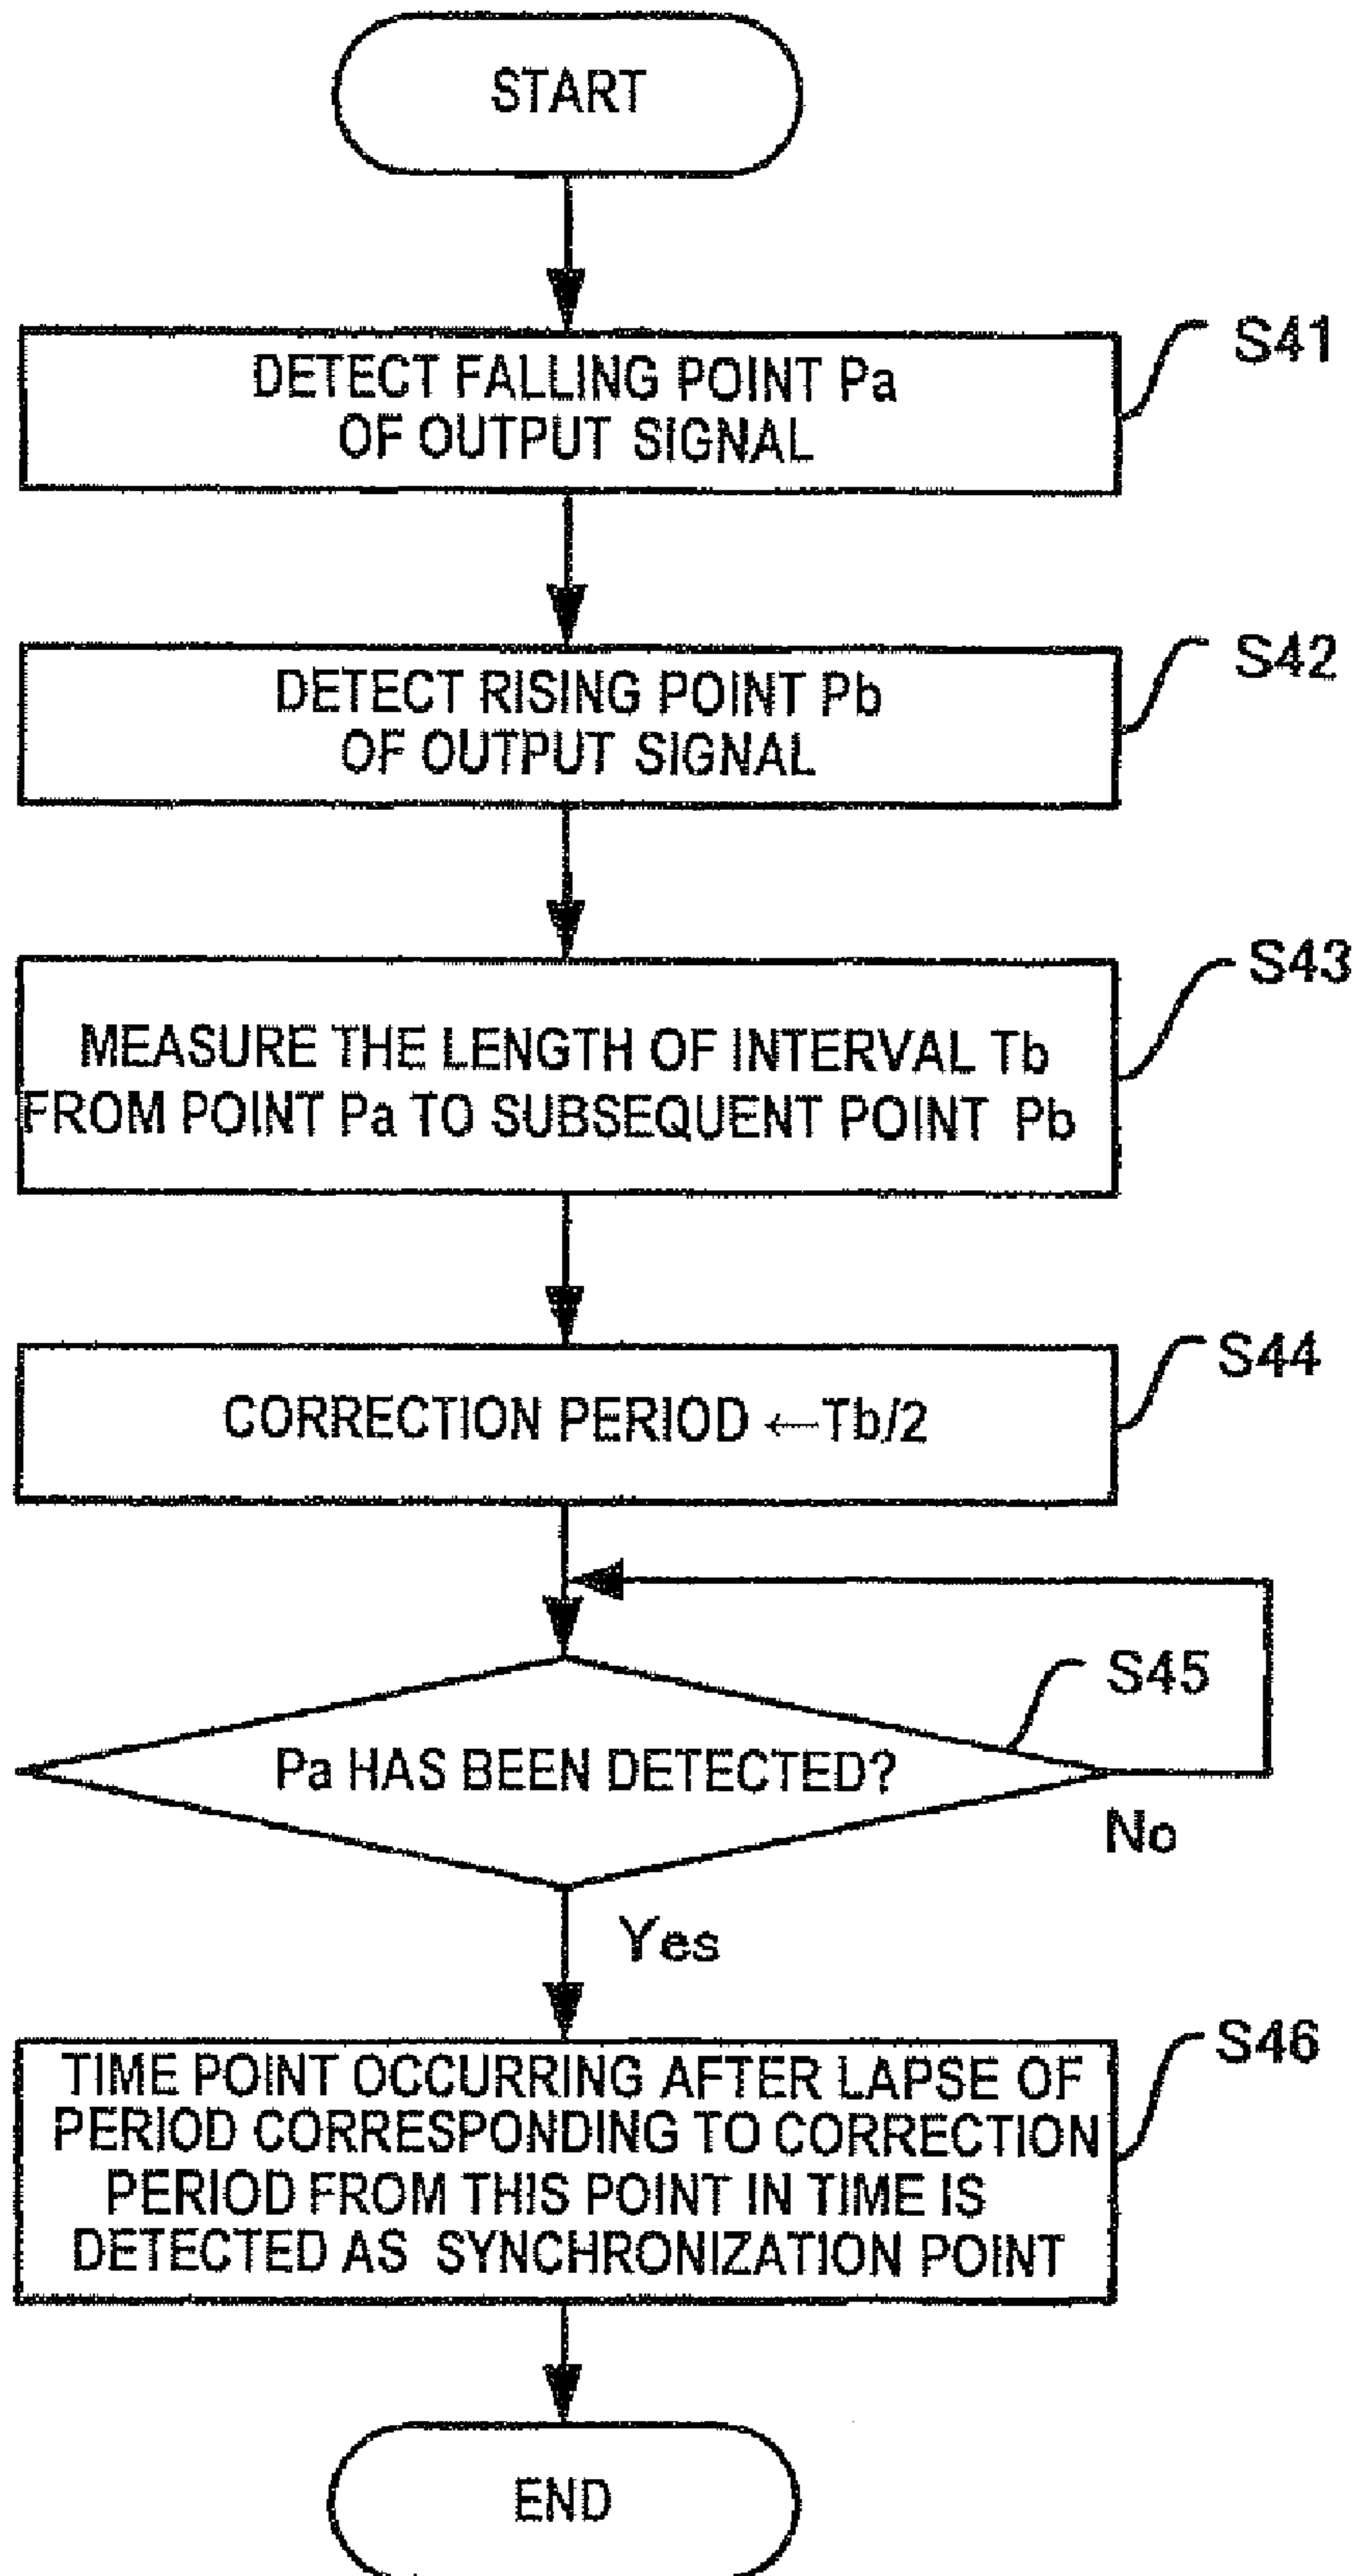 START
S41
DETECT FALLING POINT Pa
OF OUTPUT SIGNAL
S42
DETECT RISING POINT Pb
OF OUTPUT SIGNAL
S43
MEASURE THE LENGTH OF INTERVAL Tb
FROM POINT Pa TO SUBSEQUENT POINT Pb
S44
CORRECTION PERIOD ←Tb/2
S45
Pa HAS BEEN DETECTED?
No
Yes
S46
TIME POINT OCCURRING AFTER LAPSE OF
PERIOD CORRESPONDING TO CORRECTION
PERIOD FROM THIS POINT IN TIME IS
DETECTED AS SYNCHRONIZATION POINT
END